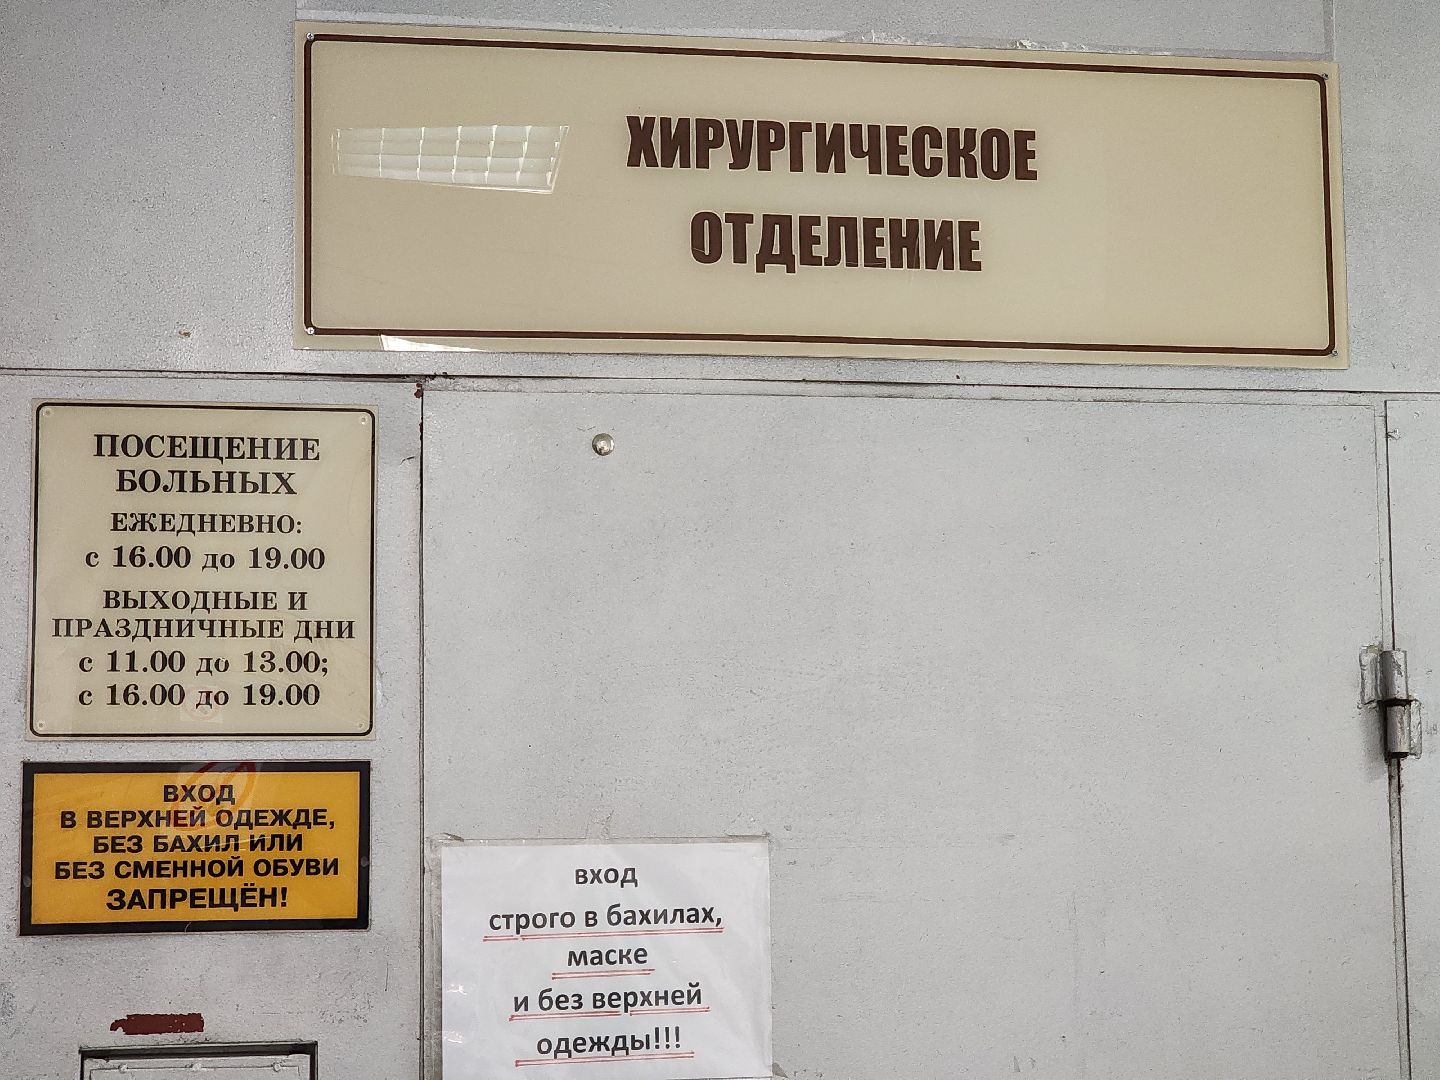 ХИРУРГИЧЕСКОЕ
ОТДЕЛЕНИЕ
ПОСЕЩЕНИЕ
БОЛЬНЫХ
ЕЖЕДНЕВНО:
с 16.00 до 19.00
ВЫХОДНЫЕ И
ПРАЗДНИЧНЫЕ ДНИ
с 11.00 до 13.00;
с 16.00 до 19.00
ВХОД
В ВЕРХНЕЙ ОДЕЖДЕ,
БЕЗ БАХИЛ ИЛИ
БЕЗ СМЕННОЙ ОБУВИ
ЗАПРЕЩЁН!
вход
строго в бахилах,
маске
и без верхней
одежды!!!